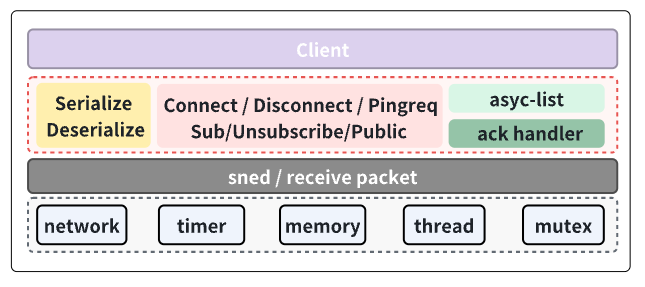 Client
Serialize
Deserialize
Connect / Disconnect / Pingreq
Sub/Unsubscribe/Public
asyc-list
ack handler
sned / receive packet
network
timer
memory
thread
mutex